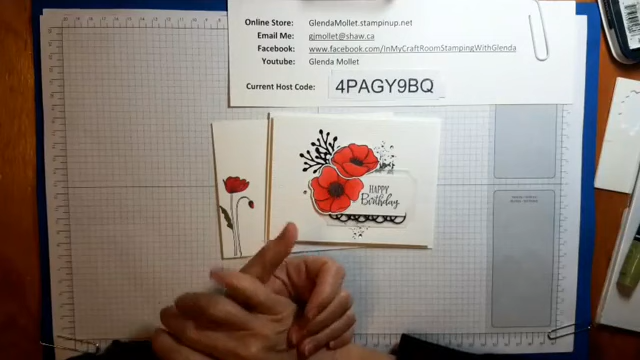 Online Store: GlendaMollet.stampinup.net
Email Me: gjmollet@shaw.ca
Facebook: www.facebook.com/InMyCraftRoomStampingWithGlenda
Youtube: Glenda Mollet
Current Host Code: 4PAGY9BQ
HAPPY
Birthday